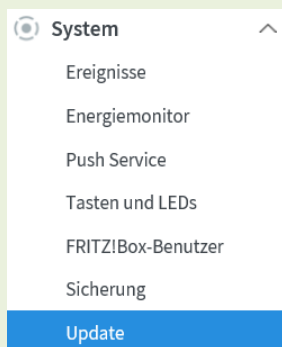 System
Ereignisse
Energiemonitor
Push Service
Tasten und LEDs
FRITZ!Box-Benutzer
Sicherung
Update